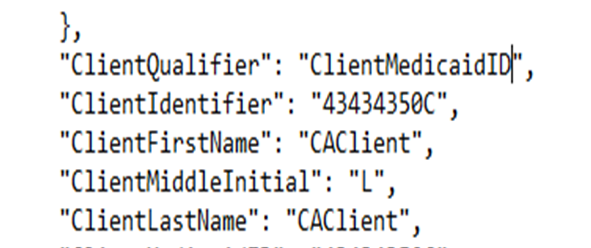 },
"ClientQualifier": "ClientMedicaidID",
"ClientIdentifier": "43434350C",
"ClientFirstName": "CAClient",
"ClientMiddleInitial": "L",
"ClientLastName": "CAClient",